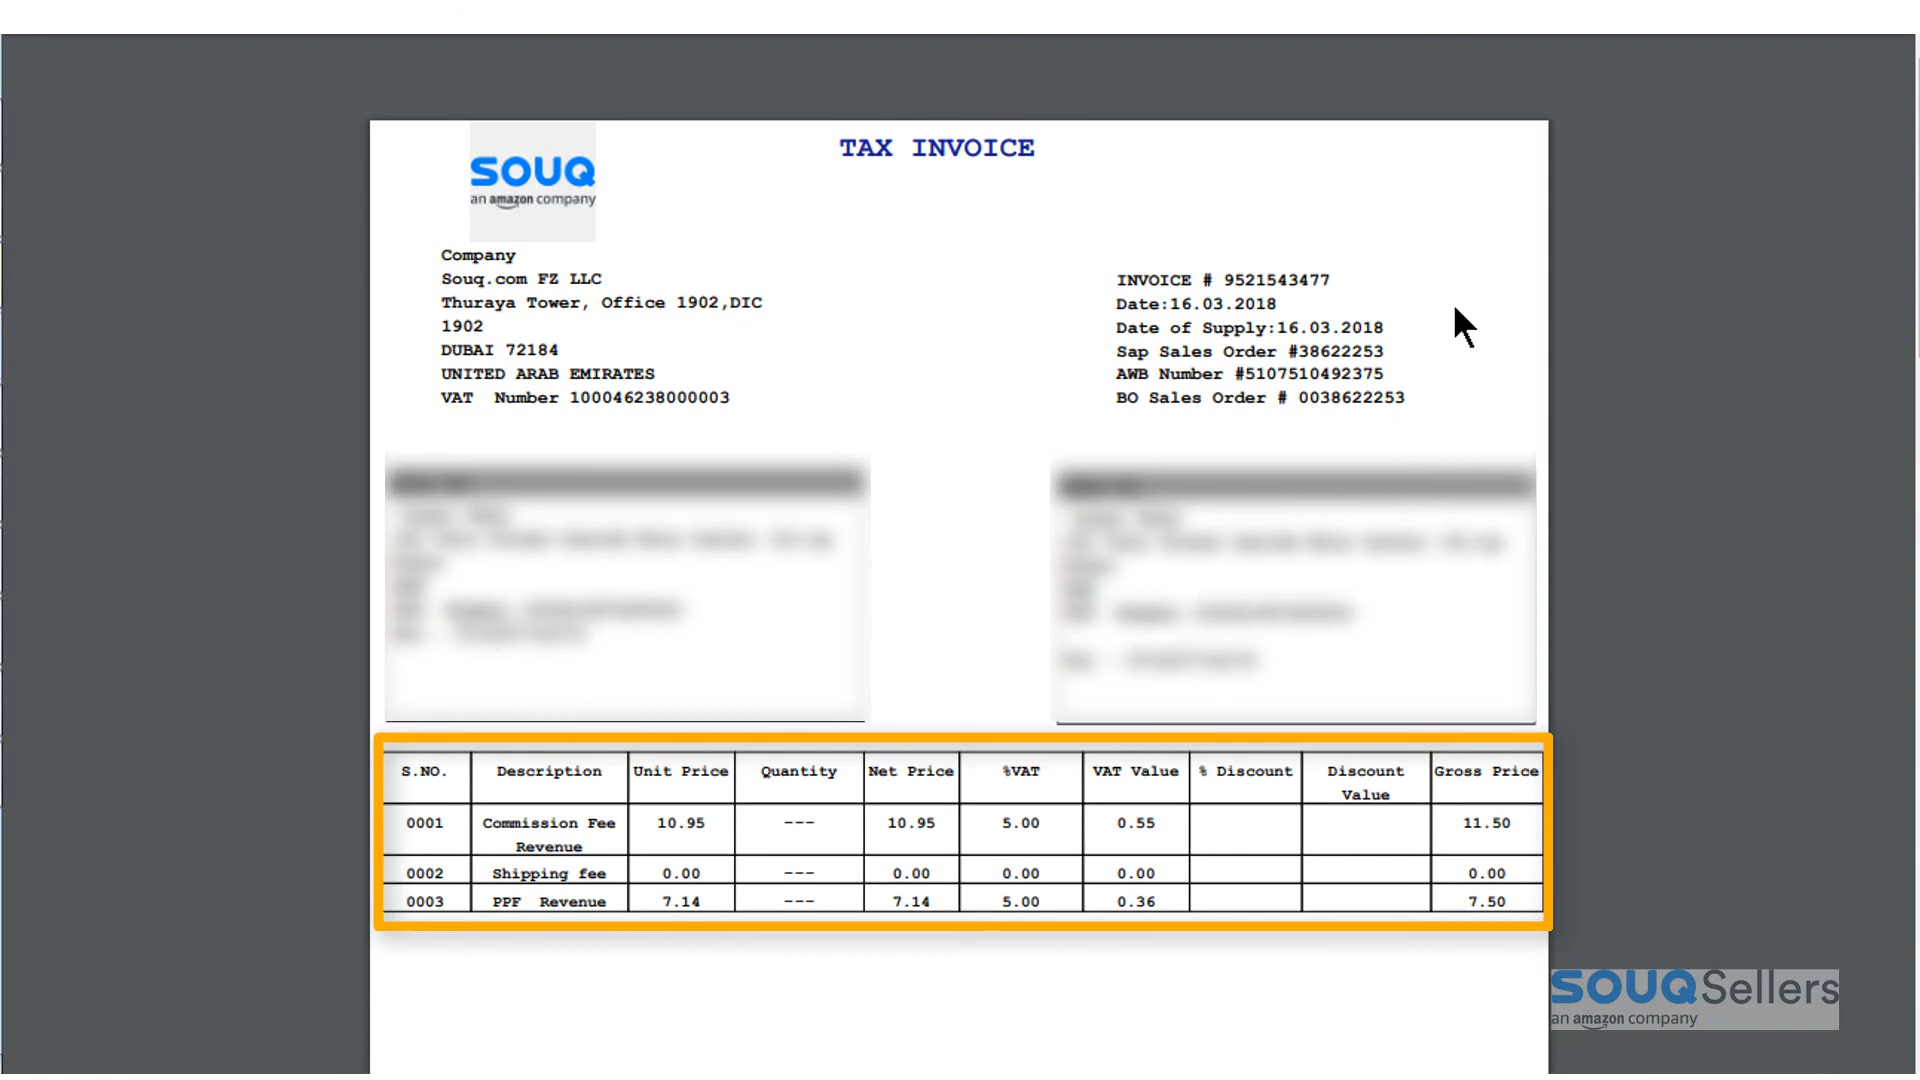 TAX INVOICE
SOUQ
an amazon company
Company
Souq.com FZ LLC
Thuraya Tower, Office 1902,DIC
1902
DUBAI 72184
UNITED ARAB EMIRATES
VAT Number 100046238000003
INVOICE # 9521543477
Date:16.03.2018
Date of Supply:16.03.2018
Sap Sales Order #38622253
AWB Number #5107510492375
BO Sales Order # 0038622253
S.NO. Description Unit Price Quantity Net Price %VAT VAT Value % Discount Discount Value Gross Price
0001 Commission Fee Revenue 10.95 --- 10.95 5.00 0.55 11.50
0002 Shipping fee 0.00 --- 0.00 0.00 0.00 0.00
0003 PPF Revenue 7.14 --- 7.14 5.00 0.36 7.50
SOUQ Sellers
an amazon company